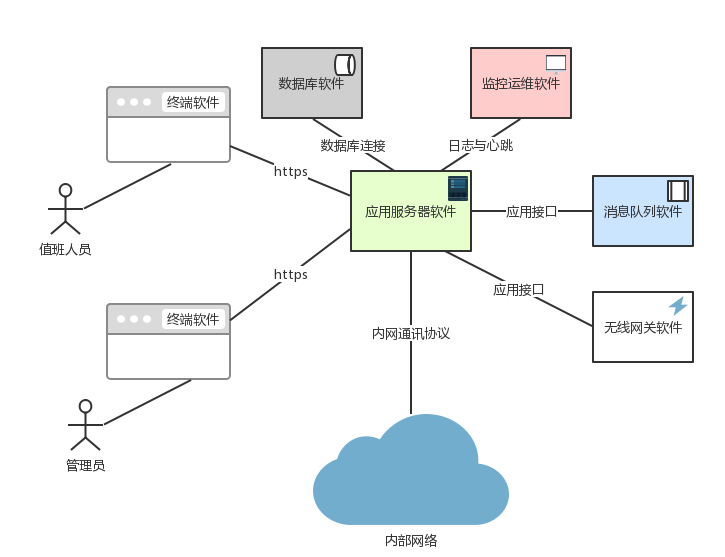 数据库软件
监控运维软件
终端软件
数据库连接
日志与心跳
https
应用服务器软件
应用接口
消息队列软件
值班人员
https
应用接口
终端软件
内网通讯协议
无线网关软件
管理员
内部网络